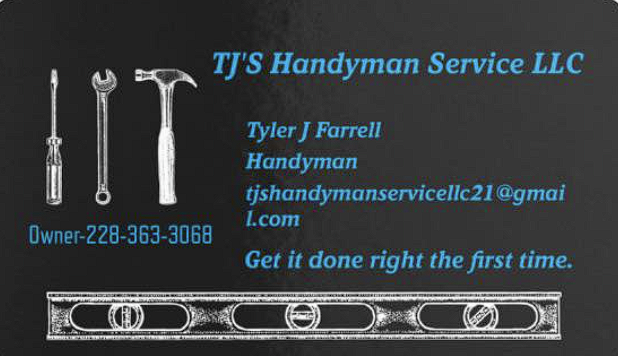 TJ'S Handyman Service LLC
Tyler J Farrell
Handyman
tjshandymanservicellc21@gmai
l.com
Owner-228-363-3068
Get it done right the first time.